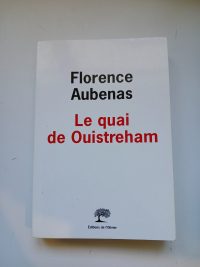 Florence
Aubenas
Le quai
de Ouistreham
Éditions de l'Olivier